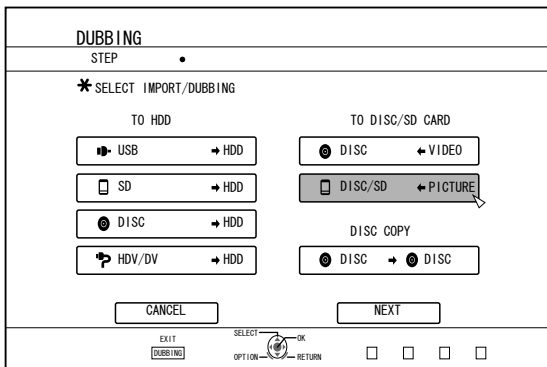 DUBBING
STEP
*SELECT IMPORT/DUBBING
TO HDD
USB → HDD
SD → HDD
DISC → HDD
HDV/DV → HDD
TO DISC/SD CARD
DISC ← VIDEO
DISC/SD ← PICTURE
DISC COPY
DISC → DISC
CANCEL
NEXT
EXIT
DUBBING
SELECT
OK
OPTION
RETURN